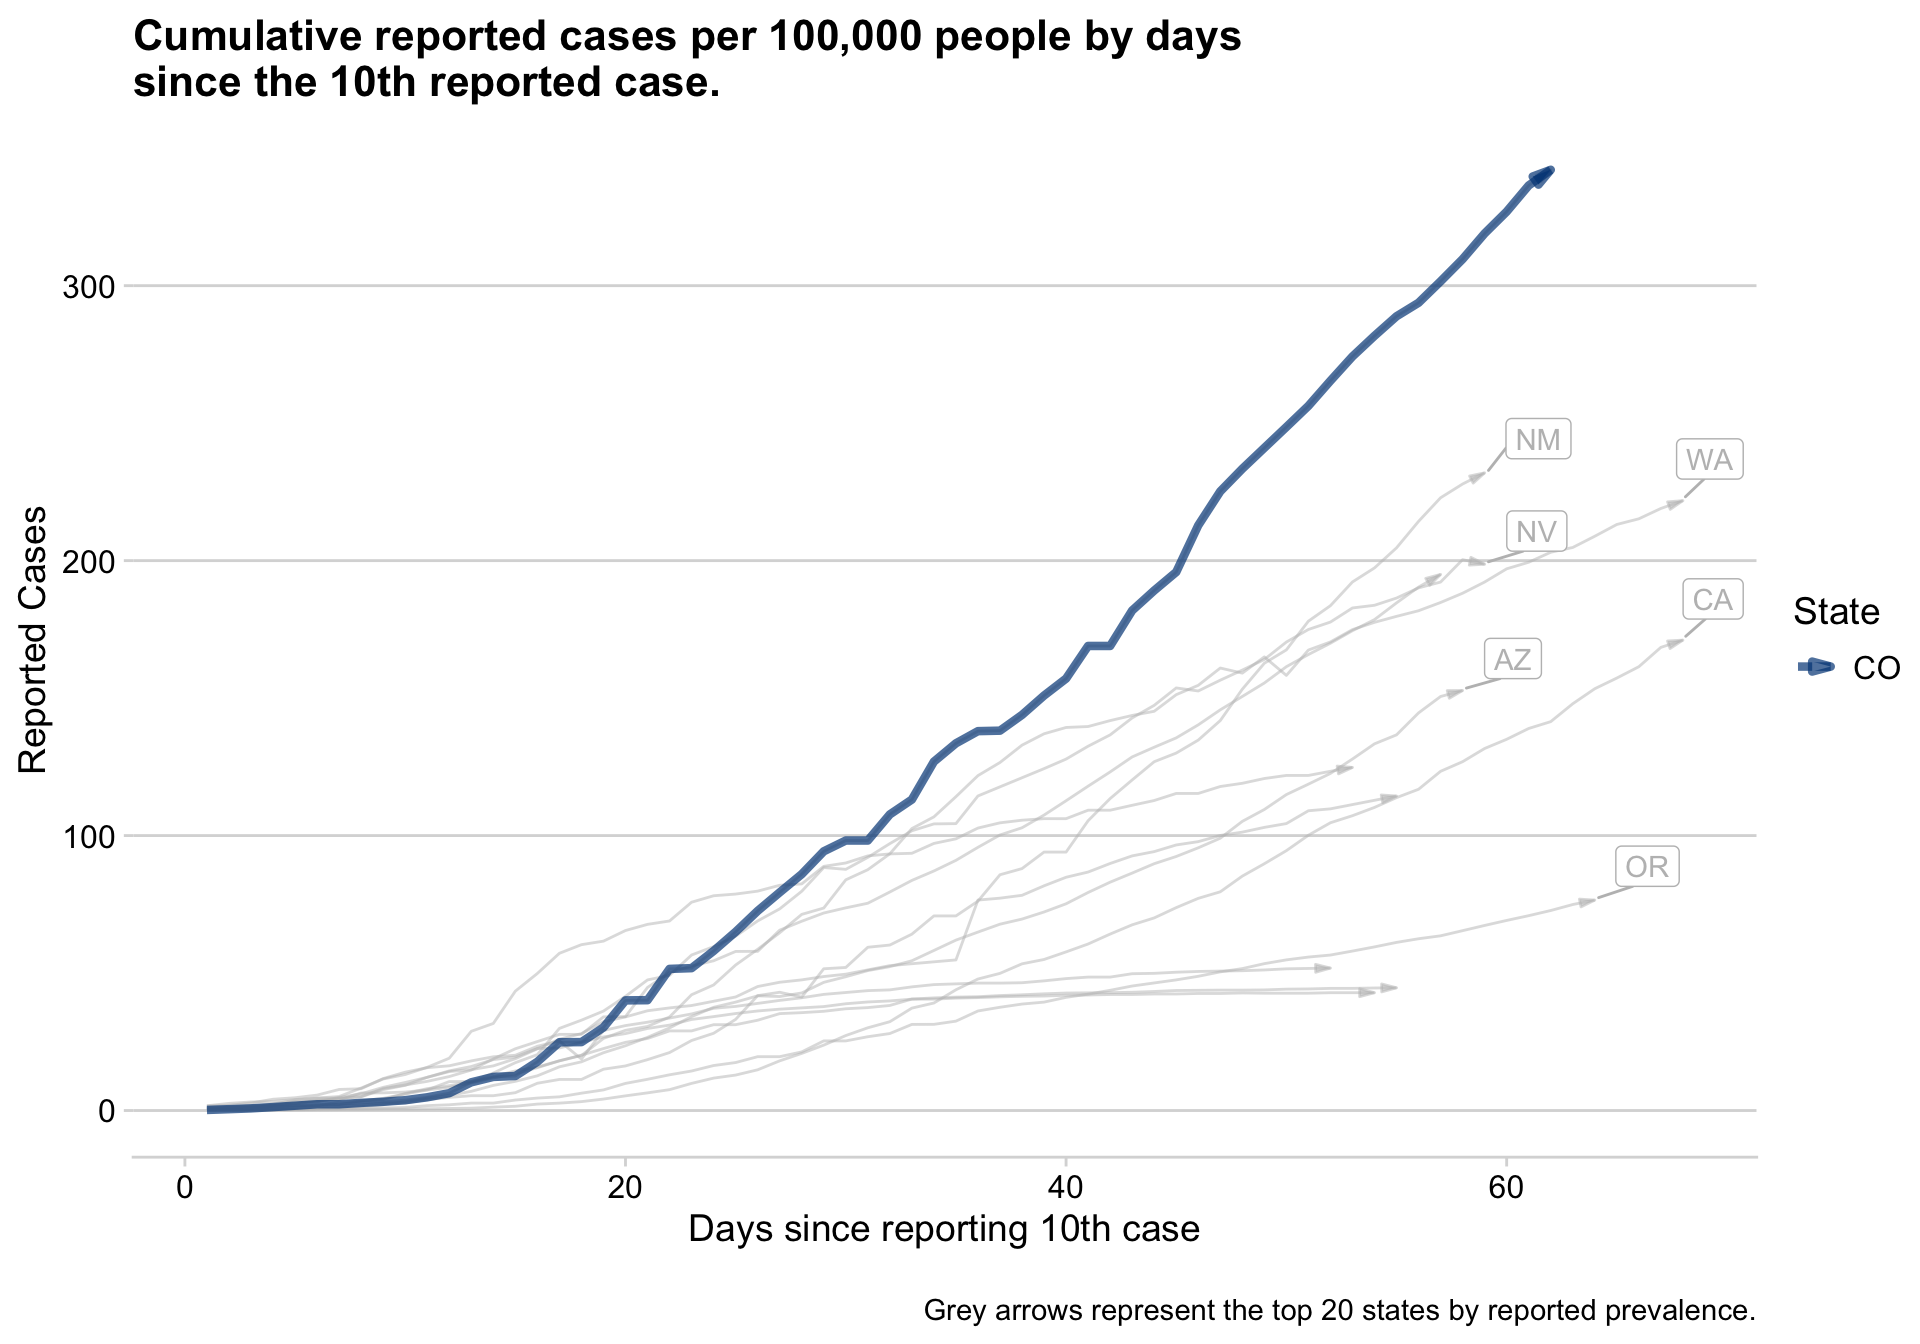 Cumulative reported cases per 100,000 people by days
since the 10th reported case.
300
200
100
0
Reported Cases
NM
WA
NV
CA
AZ
OR
State
CO
0 20 40 60
Days since reporting 10th case
Grey arrows represent the top 20 states by reported prevalence.